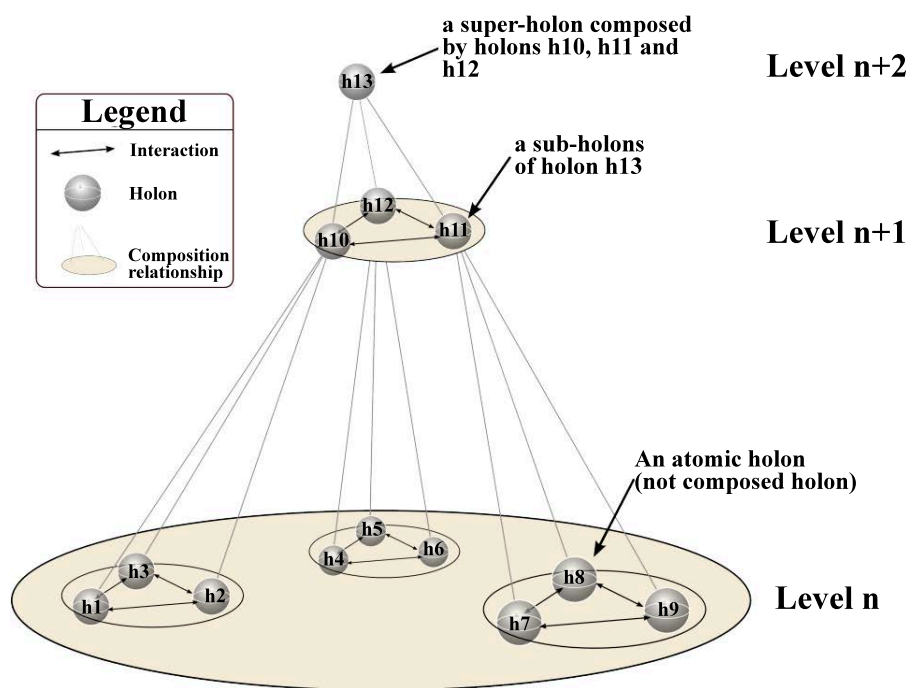 a super-holon composed
by holons h10, h11 and
h12
Level n+2
h13
Legend
Interaction
Holon
Composition
relationship
a sub-holons
of holon h13
h12
h10
h11
Level n+1
An atomic holon
(not composed holon)
h5
h4
h6
h3
h1
h2
h8
h7
h9
Level n